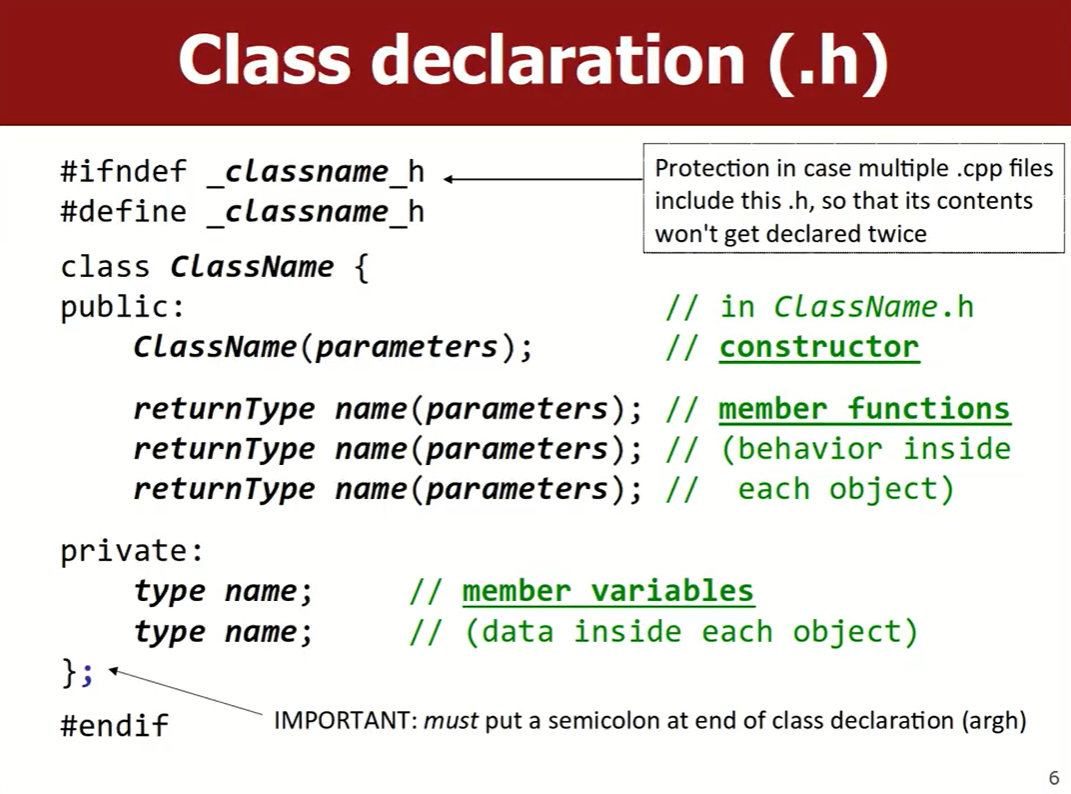 Class declaration (.h)
#ifndef _classname_h
#define _classname_h
Protection in case multiple .cpp files
include this .h, so that its contents
won't get declared twice
class ClassName {
public: // in ClassName.h
ClassName(parameters); // constructor
returnType name(parameters); // member functions
returnType name(parameters); // (behavior inside
returnType name(parameters); // each object)
private:
type name; // member variables
type name; // (data inside each object)
};
IMPORTANT: must put a semicolon at end of class declaration (argh)
#endif
6